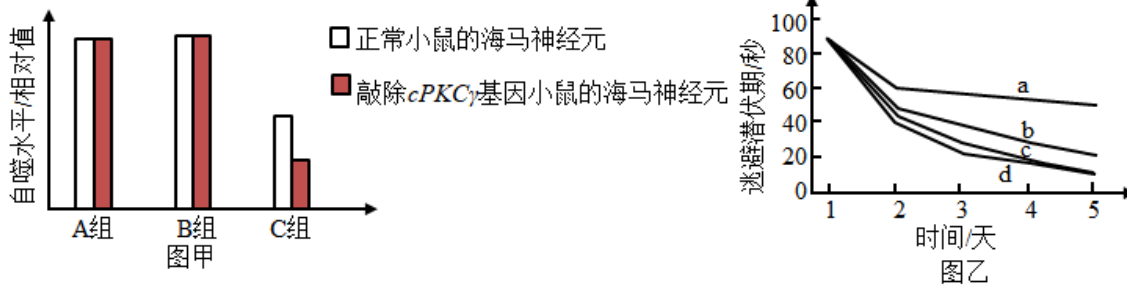 自噬水平/相对值
正常小鼠的海马神经元
敲除cPKCγ基因小鼠的海马神经元
A组 B组 C组
图甲
逃避潜伏期/秒
100
80
60
40
20
0
a
b
c
d
1 2 3 4 5
时间/天
图乙